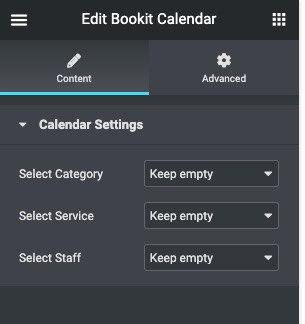 Edit Bookit Calendar
Content
Advanced
Calendar Settings
Select Category Keep empty
Select Service Keep empty
Select Staff Keep empty